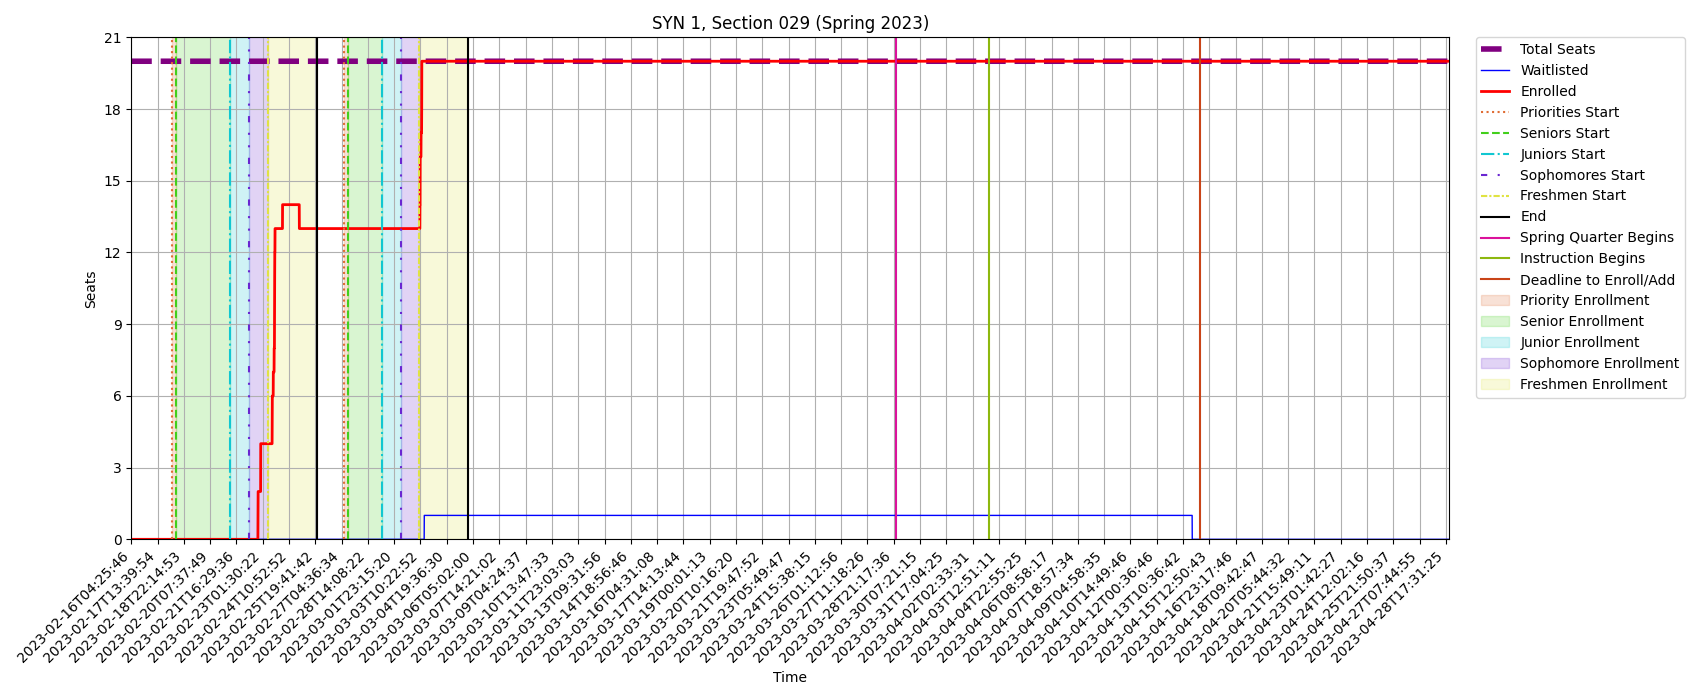 SYN 1, Section 029 (Spring 2023)
21
18
15
12
9
6
3
0
Seats
2023-02-16T04:25:46
2023-02-17T13:39:54
2023-02-18T22:14:53
2023-02-20T07:37:49
2023-02-21T16:29:36
2023-02-23T01:30:22
2023-02-24T10:52:52
2023-02-25T19:41:42
2023-02-27T04:36:34
2023-02-28T14:08:22
2023-03-01T23:15:20
2023-03-03T10:22:52
2023-03-04T19:36:30
2023-03-06T05:02:00
2023-03-07T14:21:02
2023-03-09T04:24:37
2023-03-10T13:47:33
2023-03-11T23:03:03
2023-03-13T09:31:56
2023-03-14T18:56:46
2023-03-16T04:31:08
2023-03-17T14:13:44
2023-03-19T00:01:13
2023-03-20T10:16:20
2023-03-21T19:47:52
2023-03-23T05:49:47
2023-03-24T15:38:15
2023-03-26T01:12:56
2023-03-27T11:18:26
2023-03-28T21:17:36
2023-03-30T07:21:15
2023-03-31T17:04:25
2023-04-02T02:33:31
2023-04-03T12:51:11
2023-04-04T22:55:25
2023-04-06T08:58:17
2023-04-07T18:57:34
2023-04-09T04:58:35
2023-04-10T14:49:46
2023-04-12T00:36:46
2023-04-13T10:36:42
2023-04-15T12:50:43
2023-04-16T23:17:46
2023-04-18T09:42:47
2023-04-20T05:44:32
2023-04-21T15:49:11
2023-04-23T01:42:27
2023-04-24T12:02:16
2023-04-25T21:50:37
2023-04-27T07:44:55
2023-04-28T17:31:25
Time
Total Seats
Waitlisted
Enrolled
Priorities Start
Seniors Start
Juniors Start
Sophomores Start
Freshmen Start
End
Spring Quarter Begins
Instruction Begins
Deadline to Enroll/Add
Priority Enrollment
Senior Enrollment
Junior Enrollment
Sophomore Enrollment
Freshmen Enrollment